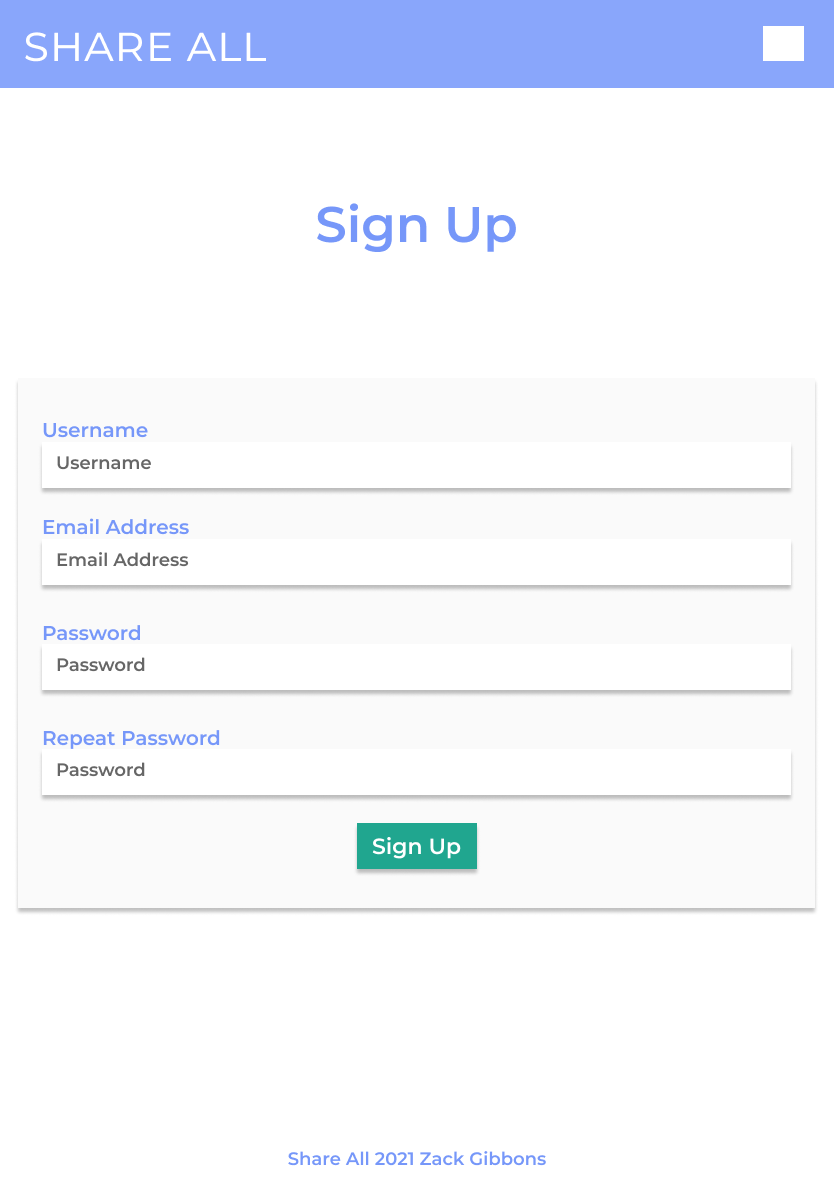 SHARE ALL
Sign Up
Username
Username
Email Address
Email Address
Password
Password
Repeat Password
Password
Sign Up
Share All 2021 Zack Gibbons